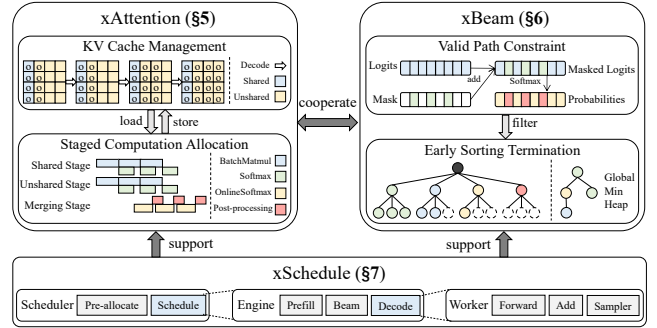 xAttention (§5)
KV Cache Management
Decode
Shared
Unshared
load
store
Staged Computation Allocation
Shared Stage
Unshared Stage
Merging Stage
BatchMatmul
Softmax
OnlineSoftmax
Post-processing
cooperate
xBeam (§6)
Valid Path Constraint
Logits
add
Softmax
Masked Logits
Mask
Probabilities
filter
Early Sorting Termination
Global
Min
Heap
support
support
xSchedule (§7)
Scheduler Pre-allocate Schedule Engine Prefill Beam Decode Worker Forward Add Sampler